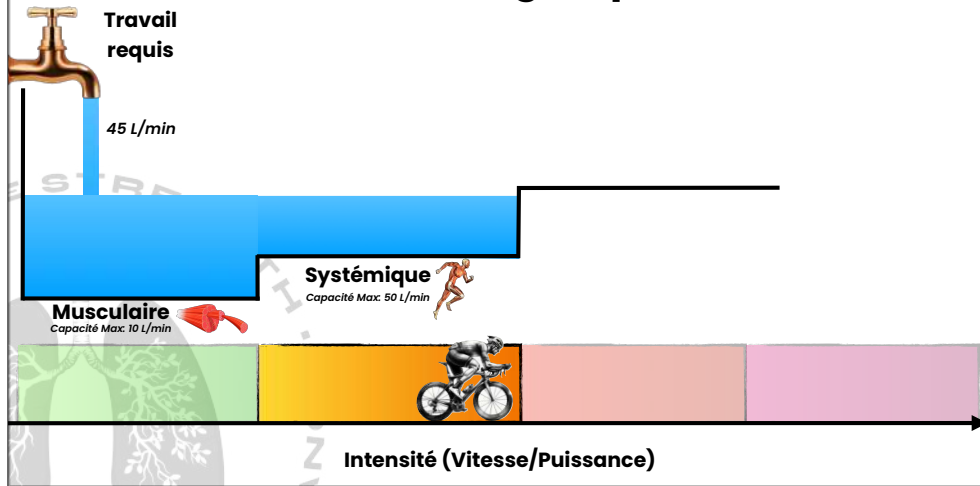 Travail
requis
45 L/min
Systémique
Capacité Max: 50 L/min
Musculaire
Capacité Max: 10 L/min
Intensité (Vitesse/Puissance)